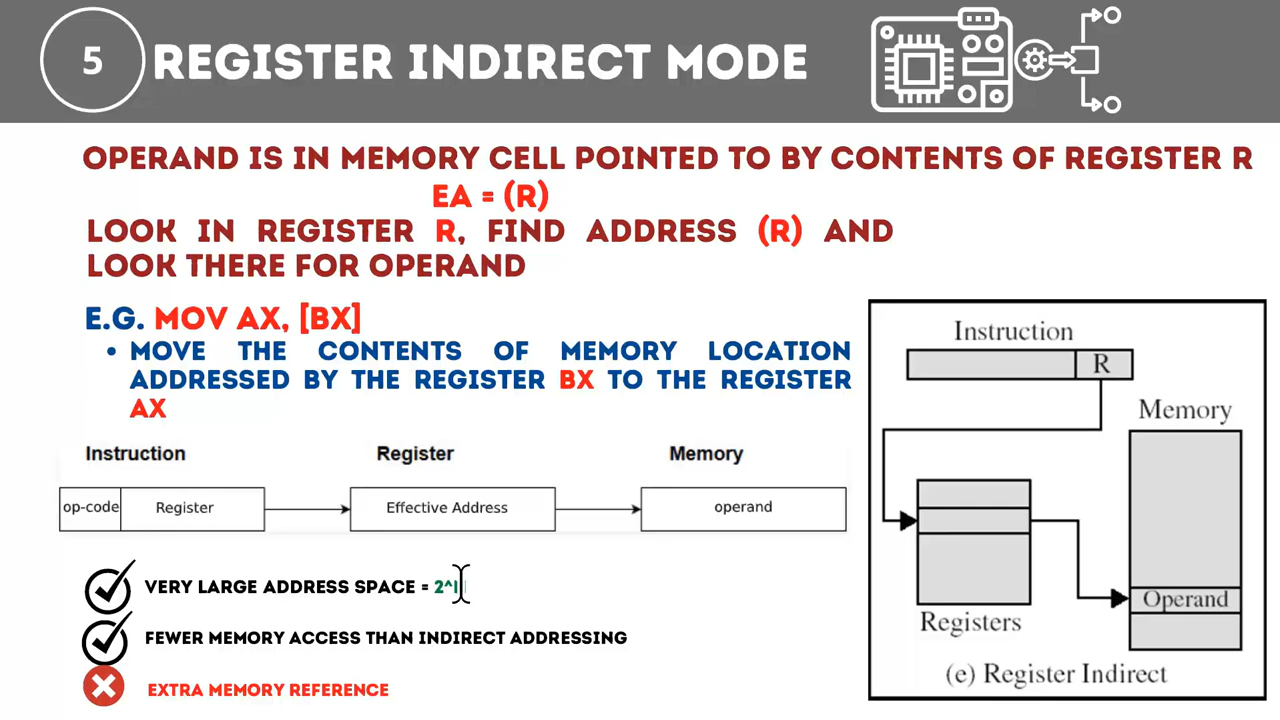 5 REGISTER INDIRECT MODE
OPERAND IS IN MEMORY CELL POINTED TO BY CONTENTS OF REGISTER R
EA = (R)
LOOK IN REGISTER R, FIND ADDRESS (R) AND
LOOK THERE FOR OPERAND
E.G. MOV AX, [BX]
• MOVE THE CONTENTS OF MEMORY LOCATION
ADDRESSED BY THE REGISTER BX TO THE REGISTER
AX
Instruction Register Memory
op-code Register Effective Address operand
VERY LARGE ADDRESS SPACE =
FEWER MEMORY ACCESS THAN INDIRECT ADDRESSING
EXTRA MEMORY REFERENCE
Instruction
R
Memory
Operand
Registers
(e) Register Indirect